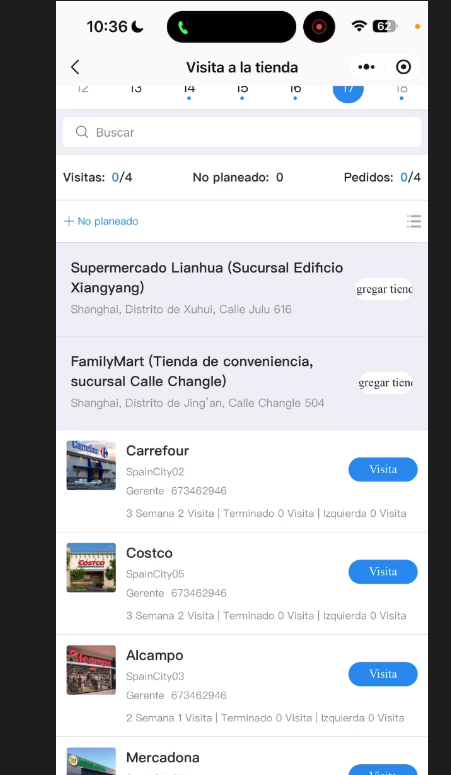 10:36
62
Visita a la tienda
12 13 14 15 16 17 18
Buscar
Visitas: 0/4 No planeado: 0 Pedidos: 0/4
+ No planeado
Supermercado Lianhua (Sucursal Edificio
Xiangyang)
gregar tiend
Shanghai, Distrito de Xuhui, Calle Julu 616
FamilyMart (Tienda de conveniencia,
sucursal Calle Changle)
gregar tien
Shanghai, Distrito de Jing'an, Calle Changle 504
Carrefour
Carrefour
SpainCity02
Visita
Gerente 673462946
3 Semana 2 Visita | Terminado 0 Visita | Izquierda 0 Visita
Costco
Costco
SpainCity05
Visita
Gerente 673462946
3 Semana 2 Visita | Terminado 0 Visita | Izquierda 0 Visita
Alcampo
Alcampo
SpainCity03
Visita
Gerente 673462946
2 Semana 1 Visita | Terminado 0 Visita | Izquierda 0 Visita
Mercadona
Visita